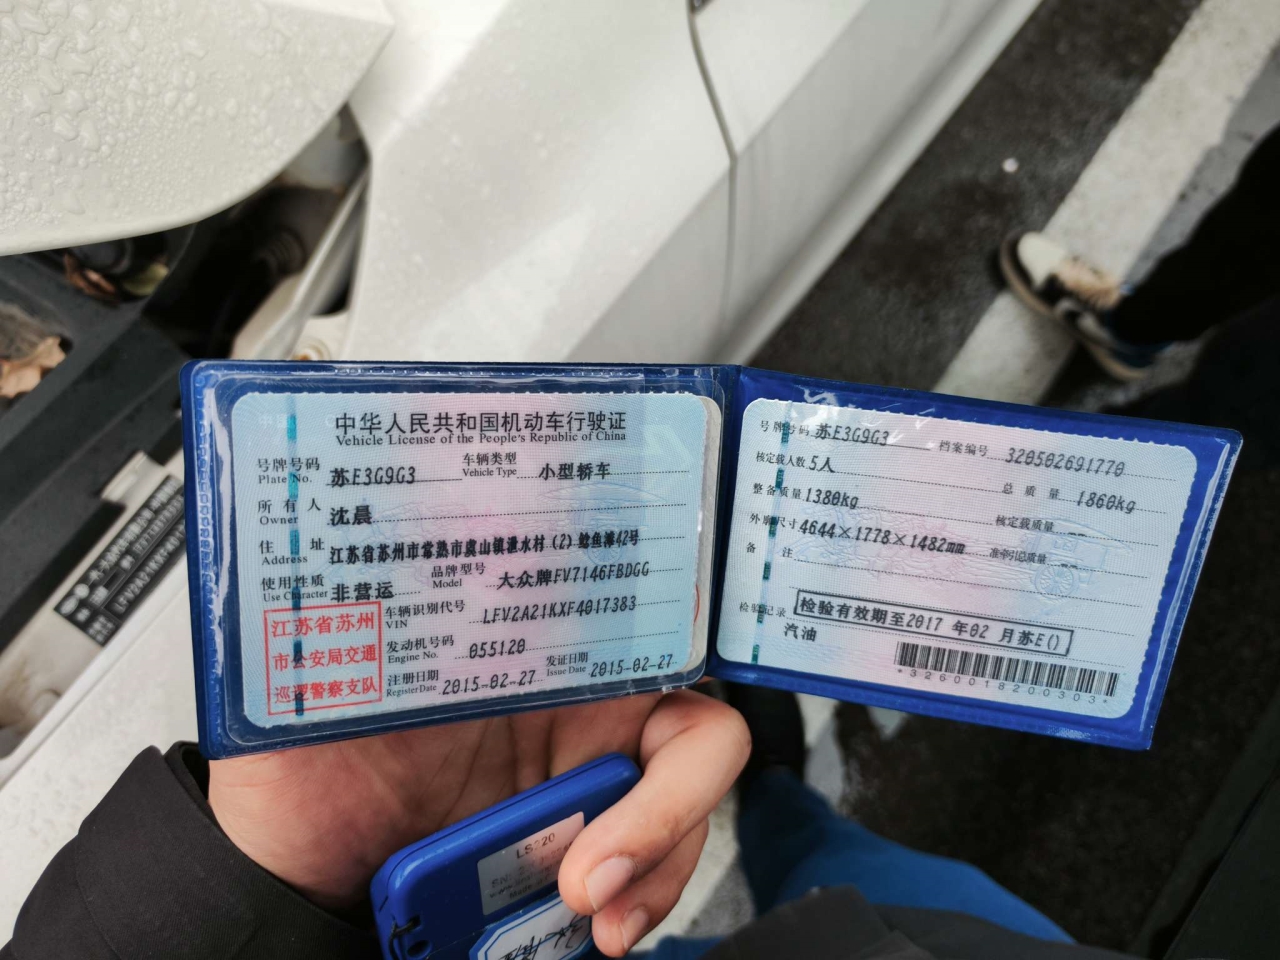 中华人民共和国机动车行驶证
Vehicle License of the People's Republic of China
号牌号码 苏E3G9G3 车辆类型 小型轿车
Plate No. Vehicle Type
所有人 沈晨
Owner
住址 江苏省苏州市常熟市虞山镇泄水村(2)鲶鱼滩42号
Address
使用性质 非营运 品牌型号 大众牌FV7146FBDGG
Use Character Model
江苏省苏州
市公安局交通
巡逻警察支队
车辆识别代号 LFV2A21KXF4017383
VIN
发动机号码 055120
Engine No.
注册日期 2015-02-27 发证日期 2015-02-27
Register Date Issue Date
号牌号码 苏E3G9G3 档案编号 320502691770
核定载人数 5人 总质量 1860kg
整备质量 1380kg 核定载质量 --
外廓尺寸 4644×1778×1482mm 准牵引总质量 --
备注
检验记录 检验有效期至2017年02月苏E()
汽油
*3260018200303*